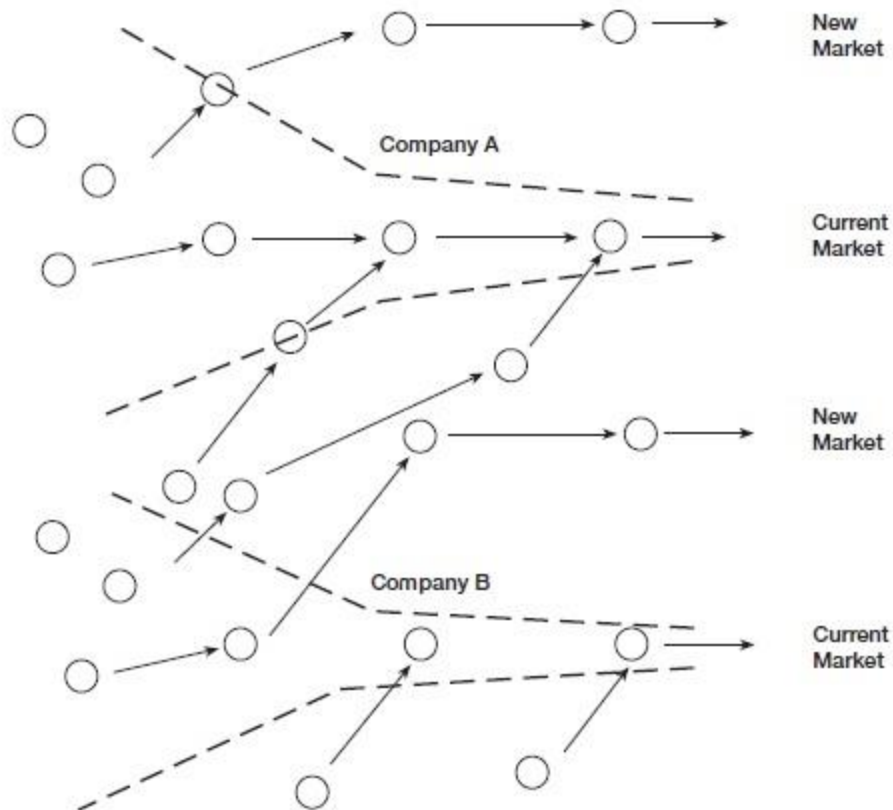 New
Market
Company A
Current
Market
New
Market
Company B
Current
Market